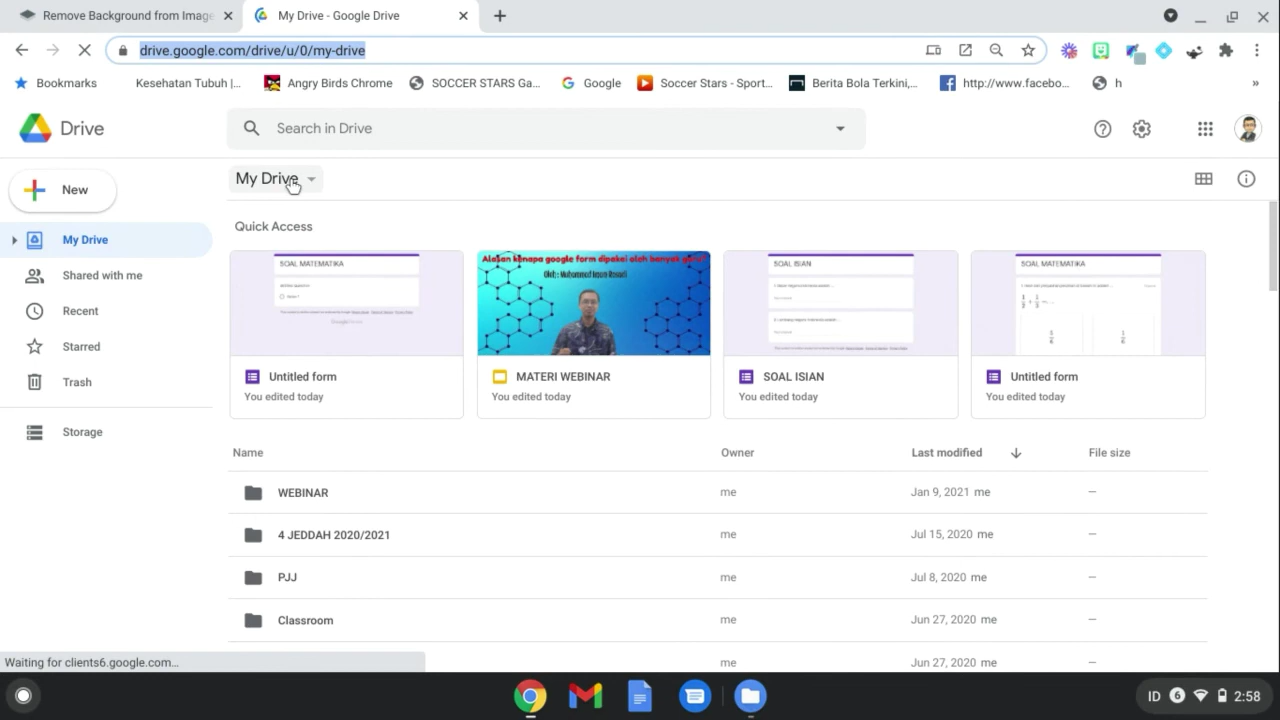 Remove Background from Image
My Drive - Google Drive
drive.google.com/drive/u/0/my-drive
Bookmarks
Kesehatan Tubuh |...
Angry Birds Chrome
SOCCER STARS Ga...
Google
Soccer Stars - Sport...
Berita Bola Terkini,...
http://www.facebo...
h
»
Drive
Search in Drive
New
My Drive
My Drive
Shared with me
Recent
Starred
Trash
Storage
Quick Access
SOAL MATEMATIKA
Untitled form
You edited today
Alasan kenapa google form dipakai oleh banyak guru?
MATERI WEBINAR
You edited today
SOAL ISIAN
SOAL ISIAN
You edited today
SOAL MATEMATIKA
Untitled form
You edited today
Name Owner Last modified File size
WEBINAR me Jan 9, 2021 me —
4 JEDDAH 2020/2021 me Jul 15, 2020 me —
PJJ me Jul 8, 2020 me —
Classroom me Jun 27, 2020 me —
me Jun 27, 2020 me
Waiting for clients6.google.com...
ID 6 2:58